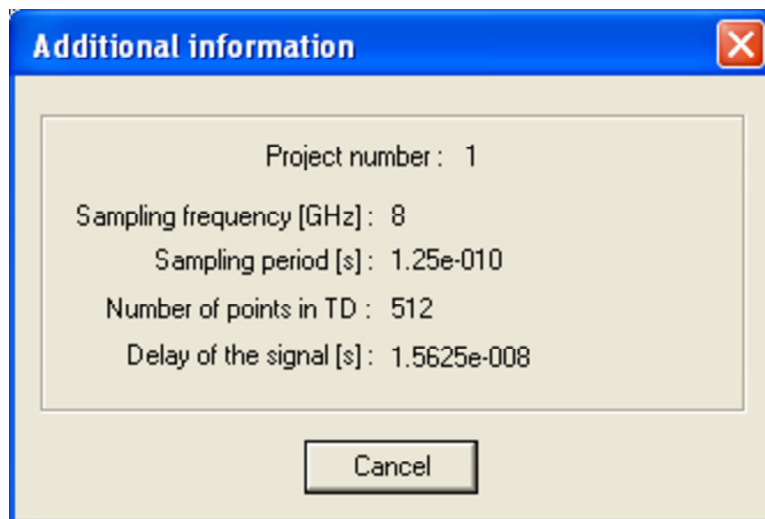 Additional information
Project number : 1
Sampling frequency [GHz] : 8
Sampling period [s] : 1.25e-010
Number of points in TD : 512
Delay of the signal [s] : 1.5625e-008
Cancel